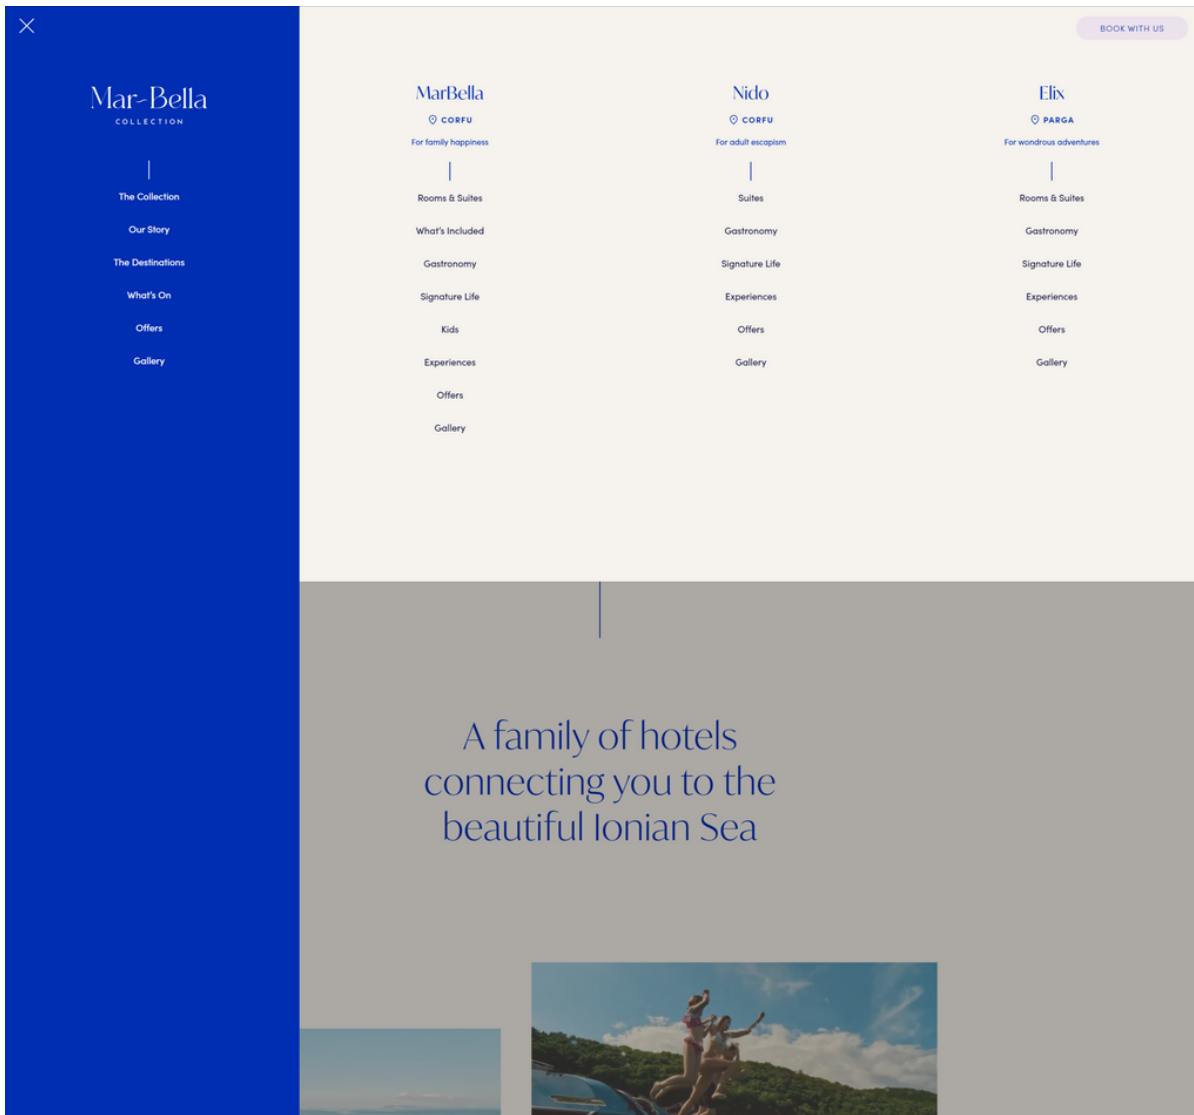 BOOK WITH US
Mar-Bella
COLLECTION
The Collection
Our Story
The Destinations
What's On
Offers
Gallery
MarBella
CORFU
For family happiness
Rooms & Suites
What's Included
Gastronomy
Signature Life
Kids
Experiences
Offers
Gallery
Nido
CORFU
For adult escapism
Suites
Gastronomy
Signature Life
Experiences
Offers
Gallery
Elix
PARGA
For wondrous adventures
Rooms & Suites
Gastronomy
Signature Life
Experiences
Offers
Gallery
A family of hotels
connecting you to the
beautiful Ionian Sea